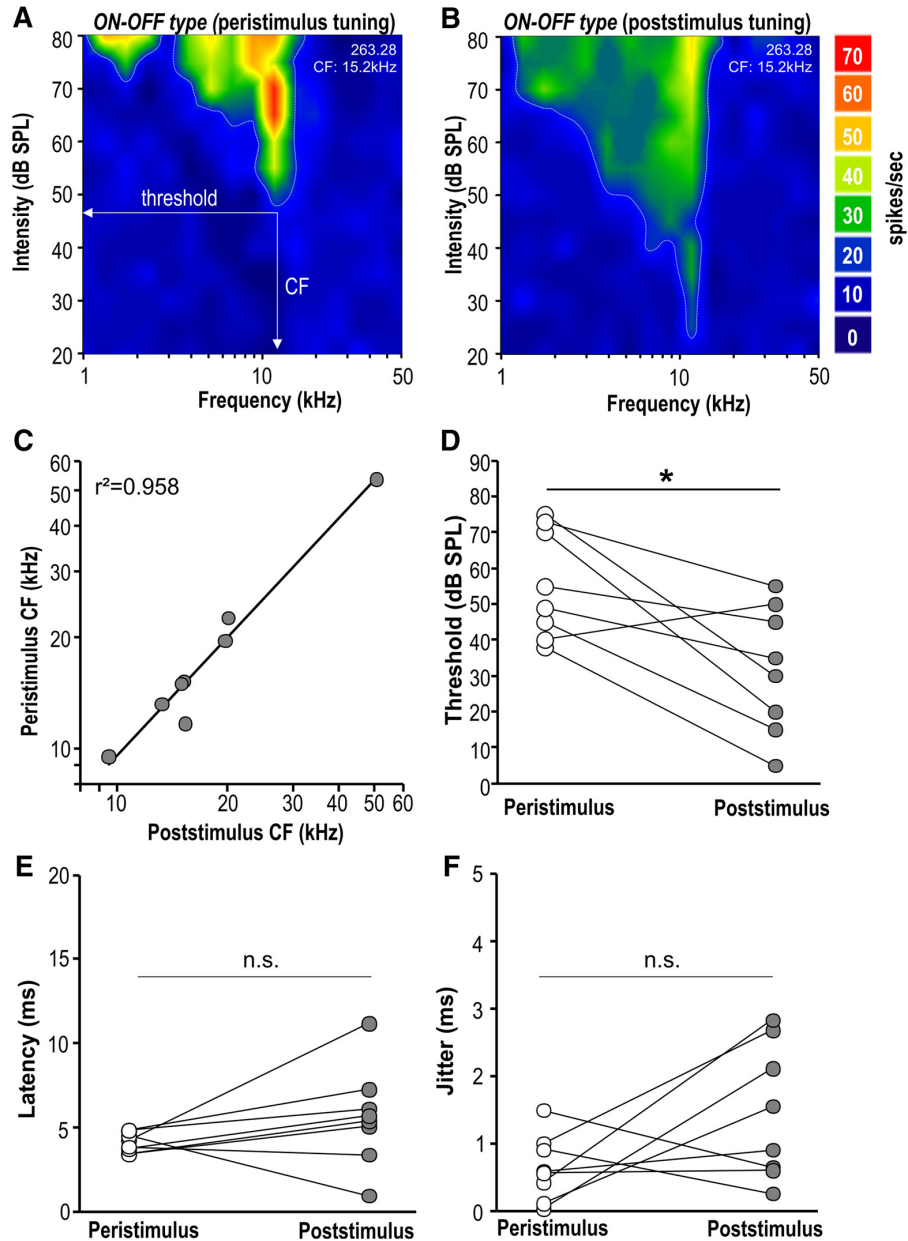 A
ON-OFF type (peristimulus tuning)
263.28
CF: 15.2kHz
80
70
60
50
40
30
20
Intensity (dB SPL)
threshold
CF
1
10
50
Frequency (kHz)
B
ON-OFF type (poststimulus tuning)
263.28
CF: 15.2kHz
80
70
60
50
40
30
20
Intensity (dB SPL)
1
10
50
Frequency (kHz)
70
60
50
40
30
20
10
0
spikes/sec
C
r²=0.958
60
50
40
30
20
10
Peristimulus CF (kHz)
10
20
30
40
50
60
Poststimulus CF (kHz)
D
*
90
80
70
60
50
40
30
20
10
0
Threshold (dB SPL)
Peristimulus
Poststimulus
E
n.s.
20
15
10
5
0
Latency (ms)
Peristimulus
Poststimulus
F
n.s.
5
4
3
2
1
0
Jitter (ms)
Peristimulus
Poststimulus